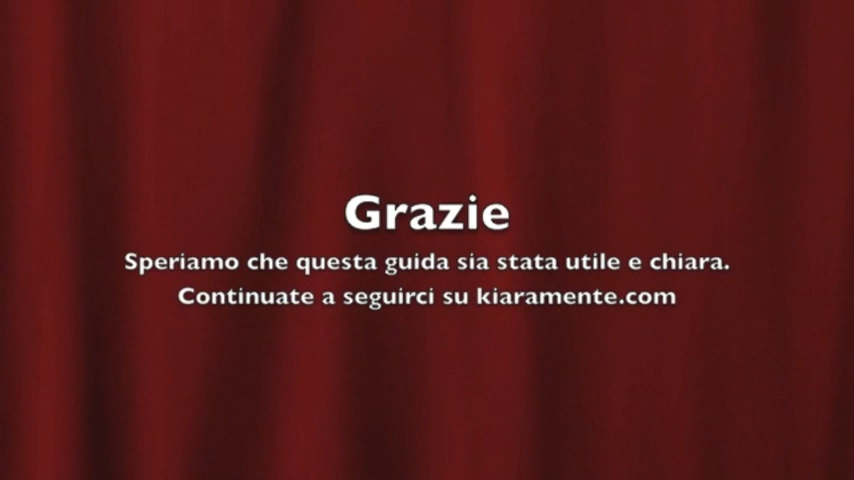 Grazie
Speriamo che questa guida sia stata utile e chiara.
Continuate a seguirci su kiaramente.com